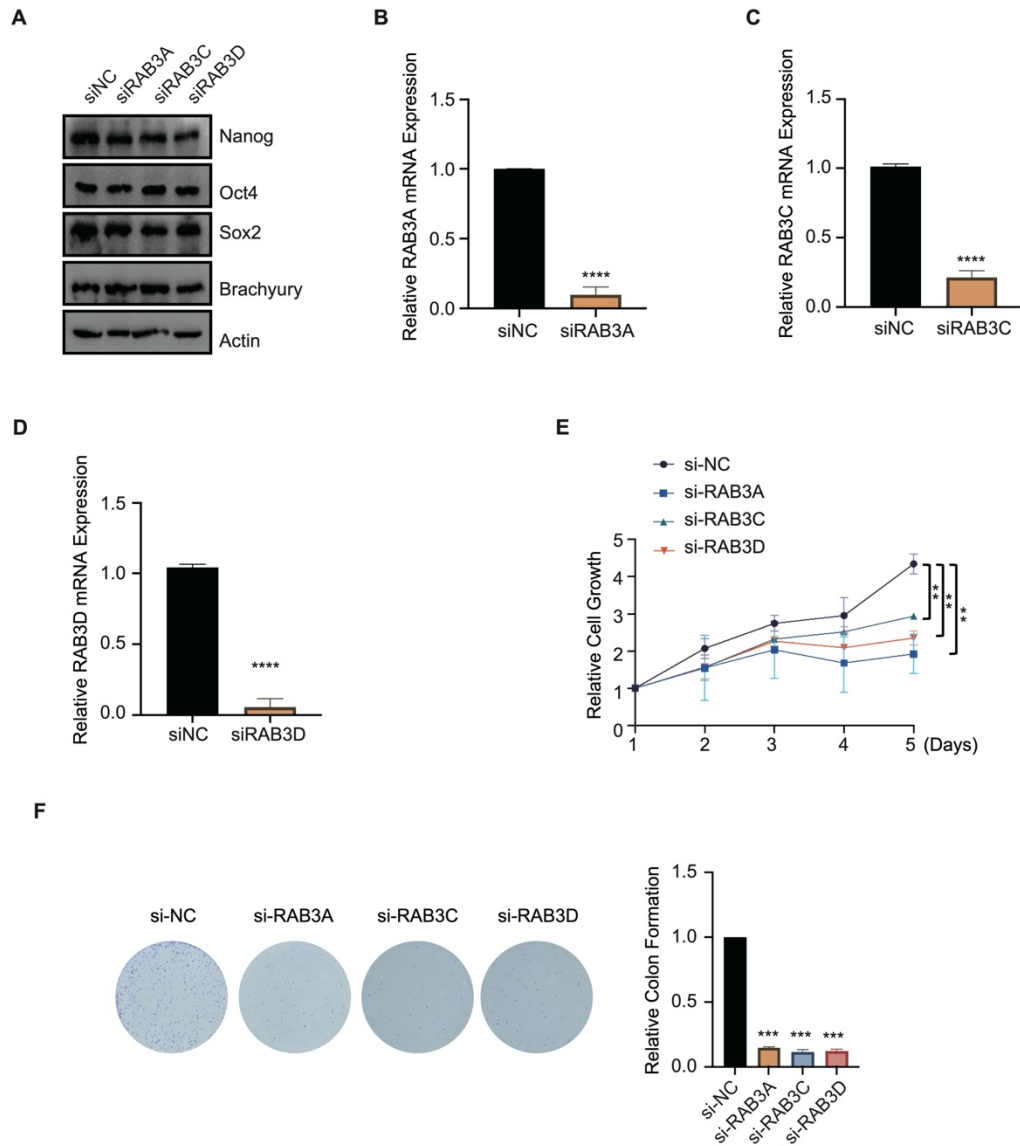 A
siNC
siRAB3A
siRAB3C
siRAB3D
Nanog
Oct4
Sox2
Brachyury
Actin
B
Relative RAB3A mRNA Expression
1.5
1.0
0.5
0.0
****
siNC siRAB3A
C
Relative RAB3C mRNA Expression
1.5
1.0
0.5
0.0
****
siNC siRAB3C
D
Relative RAB3D mRNA Expression
1.5
1.0
0.5
0.0
****
siNC siRAB3D
E
si-NC
si-RAB3A
si-RAB3C
si-RAB3D
Relative Cell Growth
5
4
3
2
1
0
**
**
**
1 2 3 4 5 (Days)
F
si-NC si-RAB3A si-RAB3C si-RAB3D
Relative Colon Formation
1.5
1.0
0.5
0.0
*** *** ***
si-NC
si-RAB3A
si-RAB3C
si-RAB3D